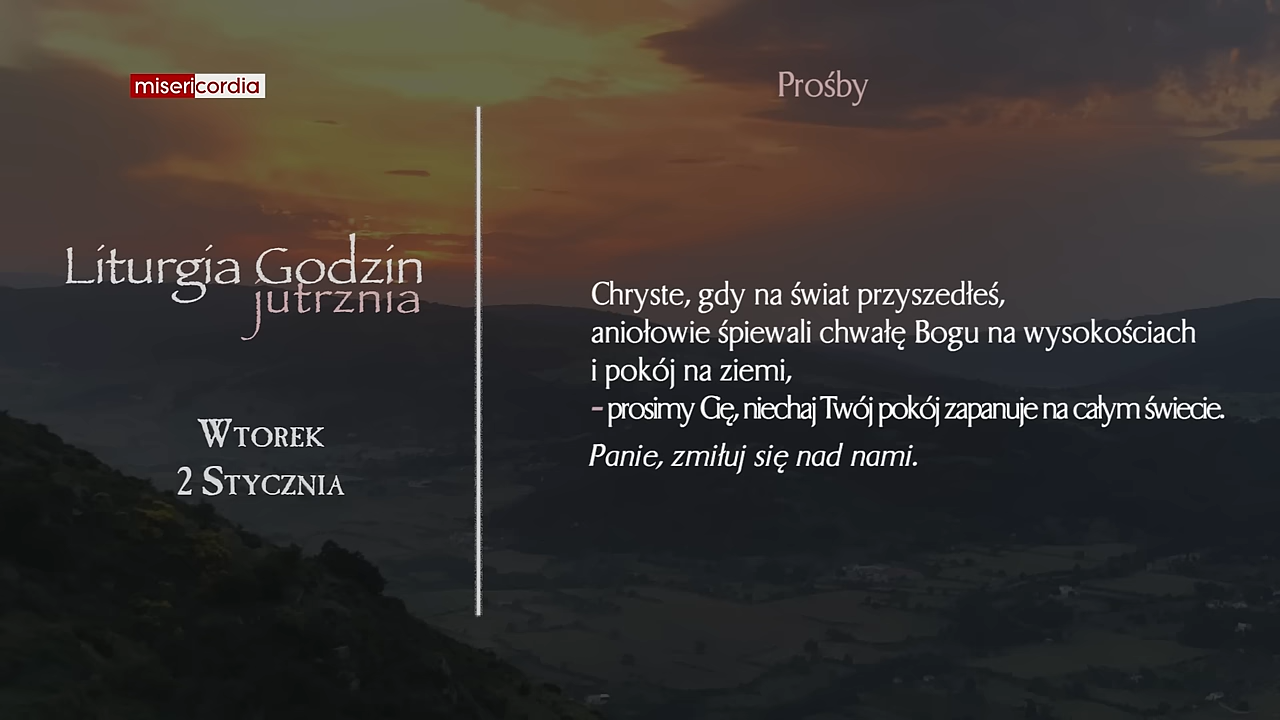 misericordia
Liturgia Godzin
jutrznia
Wtorek
2 Stycznia
Prośby
Chryste, gdy na świat przyszedłeś,
aniołowie śpiewali chwałę Bogu na wysokościach
i pokój na ziemi,
- prosimy Cię, niechaj Twój pokój zapanuje na całym świecie.
Panie, zmiłuj się nad nami.